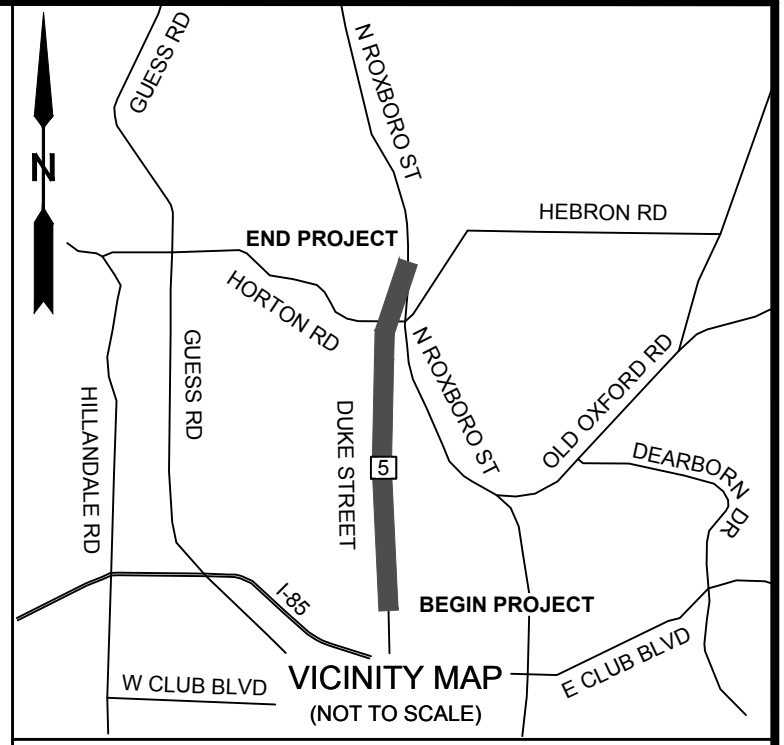 GUESS RD
N ROXBORO ST
N
HEBRON RD
END PROJECT
HORTON RD
GUESS RD
N ROXBORO ST
OLD OXFORD RD
HILLANDALE RD
DUKE STREET
5
DEARBORN DR
I-85
BEGIN PROJECT
E CLUB BLVD
W CLUB BLVD
VICINITY MAP
(NOT TO SCALE)